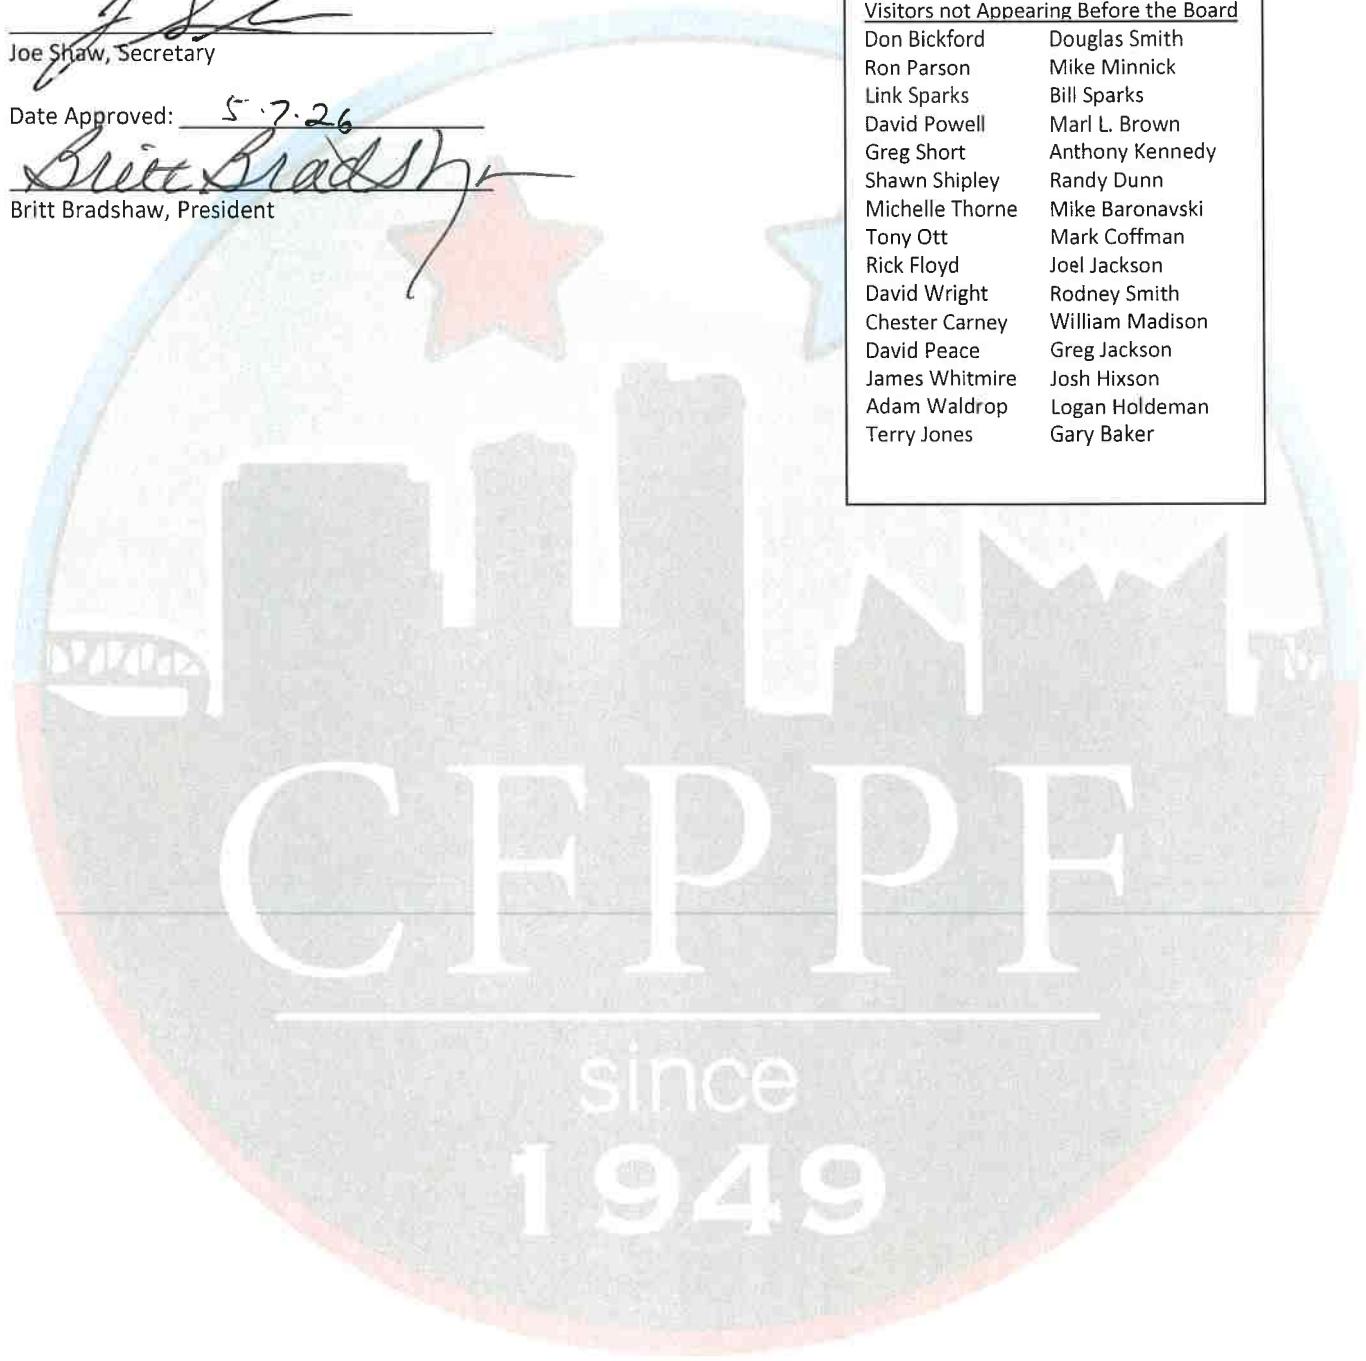 Joe Shaw, Secretary
Date Approved: 5.7.26
Britt Bradshaw
Britt Bradshaw, President
Visitors not Appearing Before the Board
Don Bickford Douglas Smith
Ron Parson Mike Minnick
Link Sparks Bill Sparks
David Powell Marl L. Brown
Greg Short Anthony Kennedy
Shawn Shipley Randy Dunn
Michelle Thorne Mike Baronavski
Tony Ott Mark Coffman
Rick Floyd Joel Jackson
David Wright Rodney Smith
Chester Carney William Madison
David Peace Greg Jackson
James Whitmire Josh Hixson
Adam Waldrop Logan Holdeman
Terry Jones Gary Baker
CFPPF
since
1949